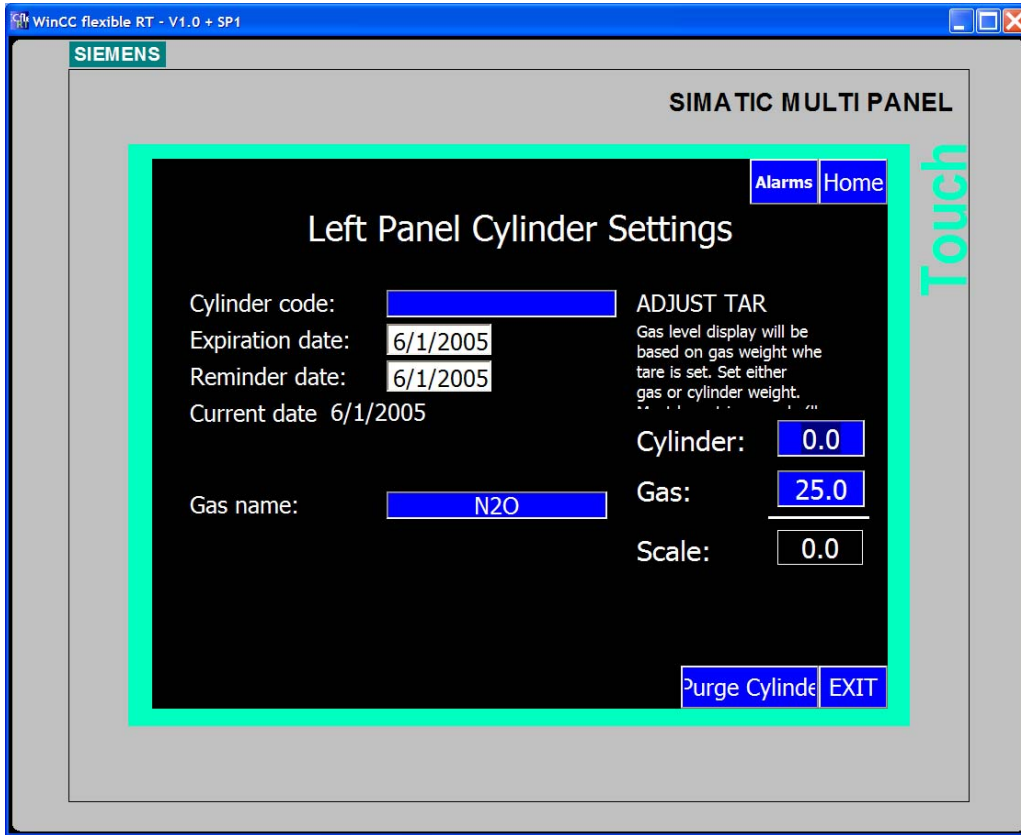 WinCC flexible RT - V1.0 + SP1
SIEMENS
SIMATIC MULTI PANEL
Touch
Alarms Home
Left Panel Cylinder Settings
Cylinder code:
Expiration date: 6/1/2005
Reminder date: 6/1/2005
Current date 6/1/2005
Gas name: N2O
ADJUST TAR
Gas level display will be
based on gas weight whe
tare is set. Set either
gas or cylinder weight.
Cylinder: 0.0
Gas: 25.0
Scale: 0.0
Purge Cylinde EXIT